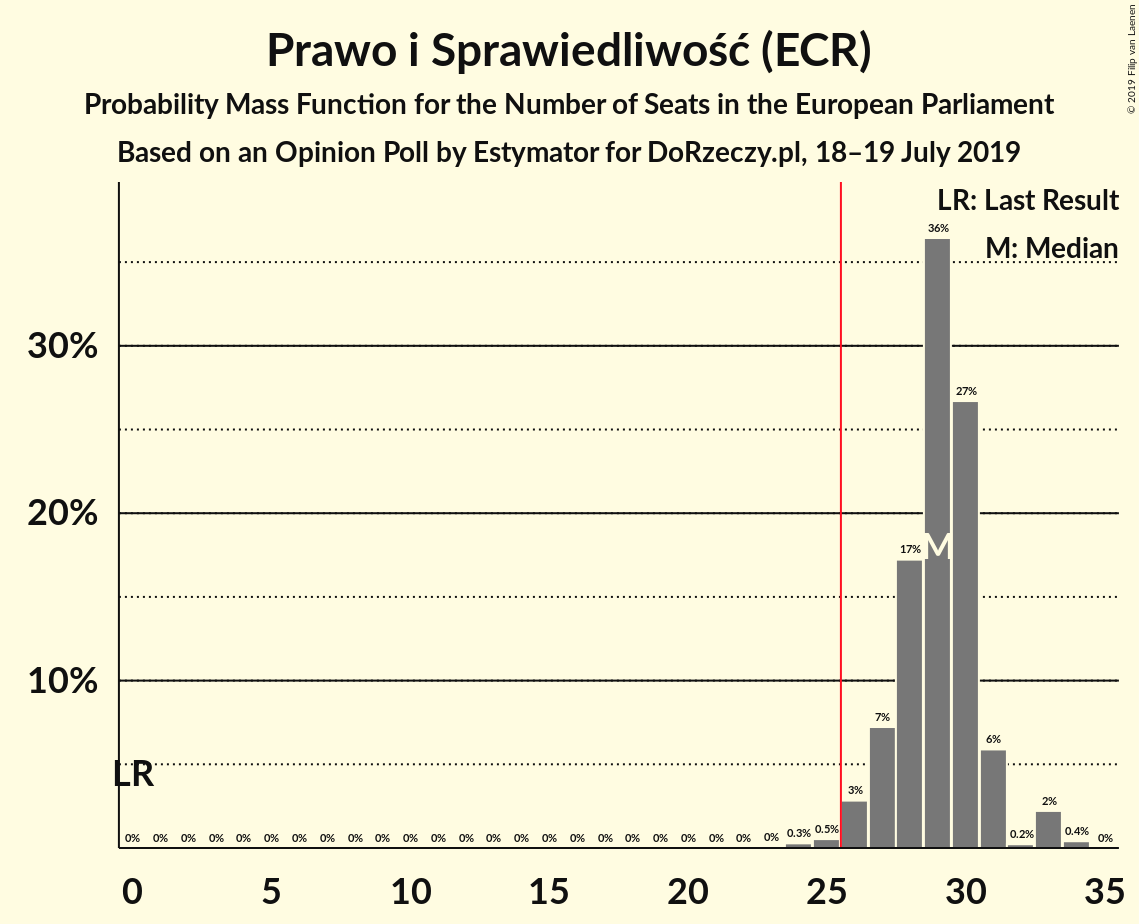 Prawo i Sprawiedliwość (ECR)
Probability Mass Function for the Number of Seats in the European Parliament
Based on an Opinion Poll by Estymator for DoRzeczy.pl, 18–19 July 2019
© 2019 Filip van Laenen
LR: Last Result
M: Median
30%
20%
10%
LR
M
0% 0% 0% 0% 0% 0% 0% 0% 0% 0% 0% 0% 0% 0% 0% 0% 0% 0% 0% 0% 0% 0% 0% 0% 0.3% 0.5% 3% 7% 17% 36% 27% 6% 0.2% 2% 0.4% 0%
0 5 10 15 20 25 30 35